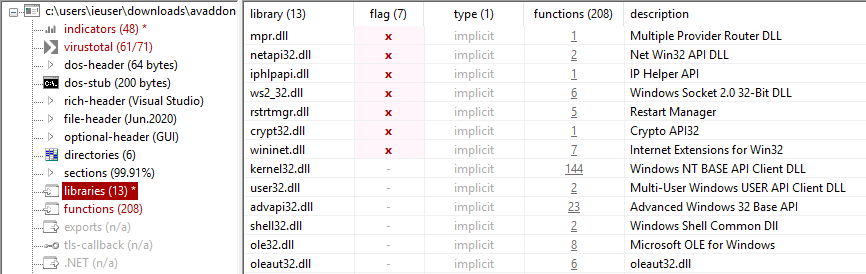 c:\users\ieuser\downloads\avaddon
indicators (48) *
virustotal (61/71)
dos-header (64 bytes)
dos-stub (200 bytes)
rich-header (Visual Studio)
file-header (Jun.2020)
optional-header (GUI)
directories (6)
sections (99.91%)
libraries (13) *
functions (208)
exports (n/a)
tls-callback (n/a)
.NET (n/a)
library (13) flag (7) type (1) functions (208) description
mpr.dll x implicit 1 Multiple Provider Router DLL
netapi32.dll x implicit 2 Net Win32 API DLL
iphlpapi.dll x implicit 1 IP Helper API
ws2_32.dll x implicit 6 Windows Socket 2.0 32-Bit DLL
rstrtmgr.dll x implicit 5 Restart Manager
crypt32.dll x implicit 1 Crypto API32
wininet.dll x implicit 7 Internet Extensions for Win32
kernel32.dll - implicit 144 Windows NT BASE API Client DLL
user32.dll - implicit 2 Multi-User Windows USER API Client DLL
advapi32.dll - implicit 23 Advanced Windows 32 Base API
shell32.dll - implicit 2 Windows Shell Common Dll
ole32.dll - implicit 8 Microsoft OLE for Windows
oleaut32.dll - implicit 6 oleaut32.dll